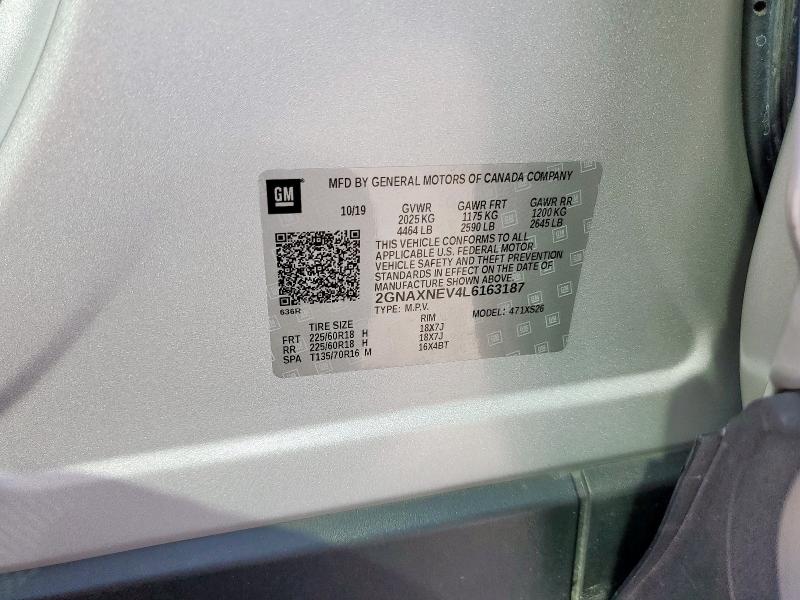 GM
MFD BY GENERAL MOTORS OF CANADA COMPANY
10/19 GVWR GAWR FRT GAWR RR
2025 KG 1175 KG 1200 KG
4464 LB 2590 LB 2645 LB
THIS VEHICLE CONFORMS TO ALL
APPLICABLE U.S. FEDERAL MOTOR
VEHICLE SAFETY AND THEFT PREVENTION
STANDARDS IN EFFECT ON THE DATE OF
MANUFACTURE SHOWN ABOVE.
2GNAXNEV4L6163187
636R
TYPE: M.P.V. MODEL: 471XS26
TIRE SIZE RIM
FRT 225/60R18 H 18X7J
RR 225/60R18 H 18X7J
SPA T135/70R16 M 16X4BT